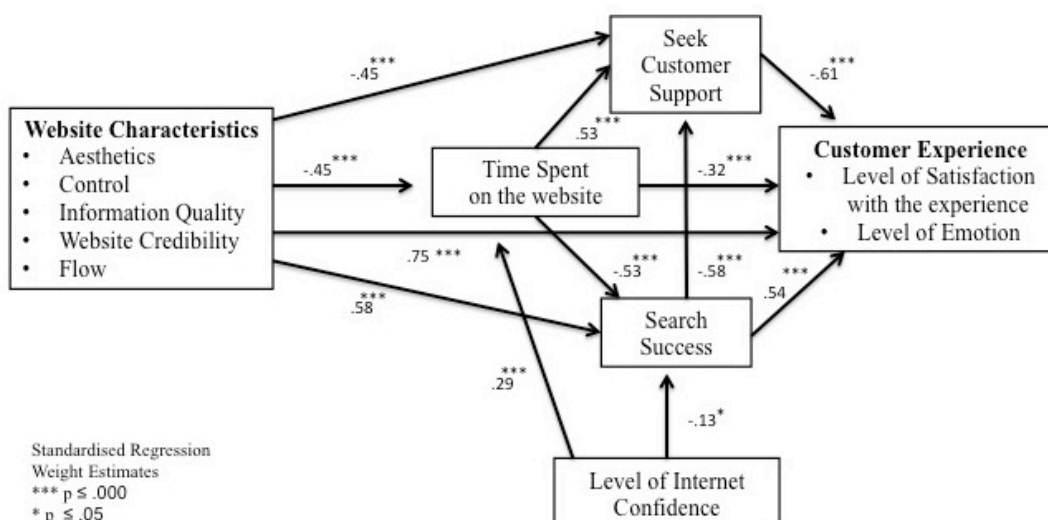 Seek
Customer
Support
-.45***
-.61***
Website Characteristics
• Aesthetics
• Control
• Information Quality
• Website Credibility
• Flow
.53***
Time Spent
on the website
-.45***
-.32***
Customer Experience
• Level of Satisfaction
with the experience
• Level of Emotion
.75 ***
-.53***
-.58***
.54***
.58***
Search
Success
.29***
-.13*
Level of Internet
Confidence
Standardised Regression
Weight Estimates
*** p ≤ .000
* p ≤ .05